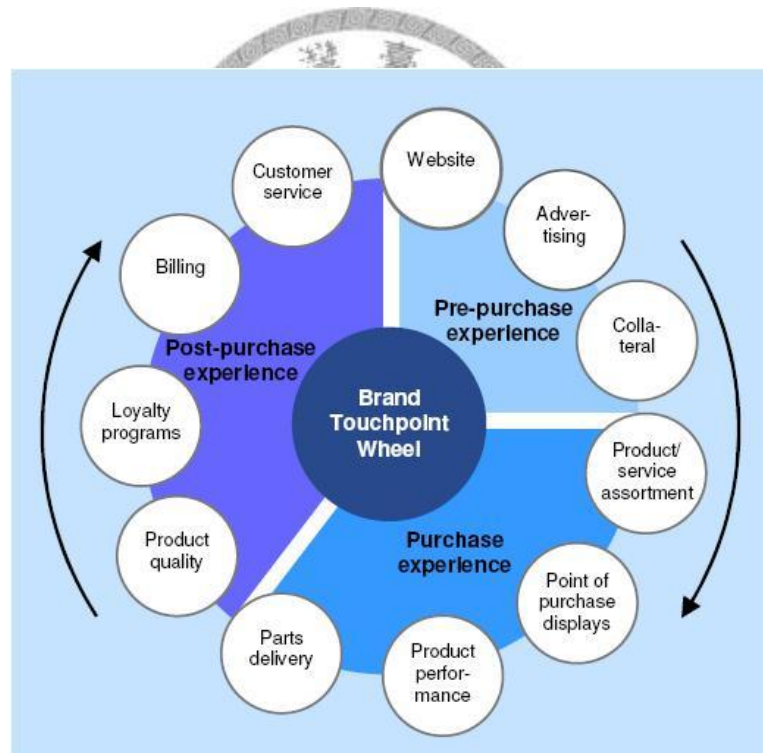 Website
Adver-
tising
Colla-
teral
Pre-purchase
experience
Product/
service
assortment
Point of
purchase
displays
Purchase
experience
Product
perfor-
mance
Parts
delivery
Product
quality
Loyalty
programs
Billing
Customer
service
Post-purchase
experience
Brand
Touchpoint
Wheel